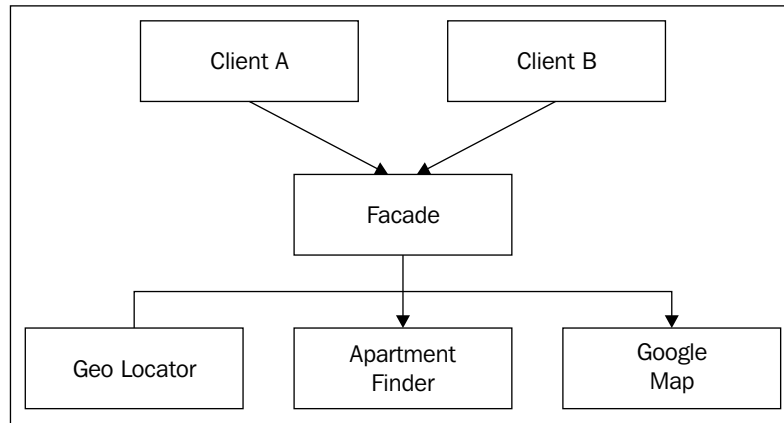 Client A
Client B
Facade
Geo Locator
Apartment
Finder
Google
Map